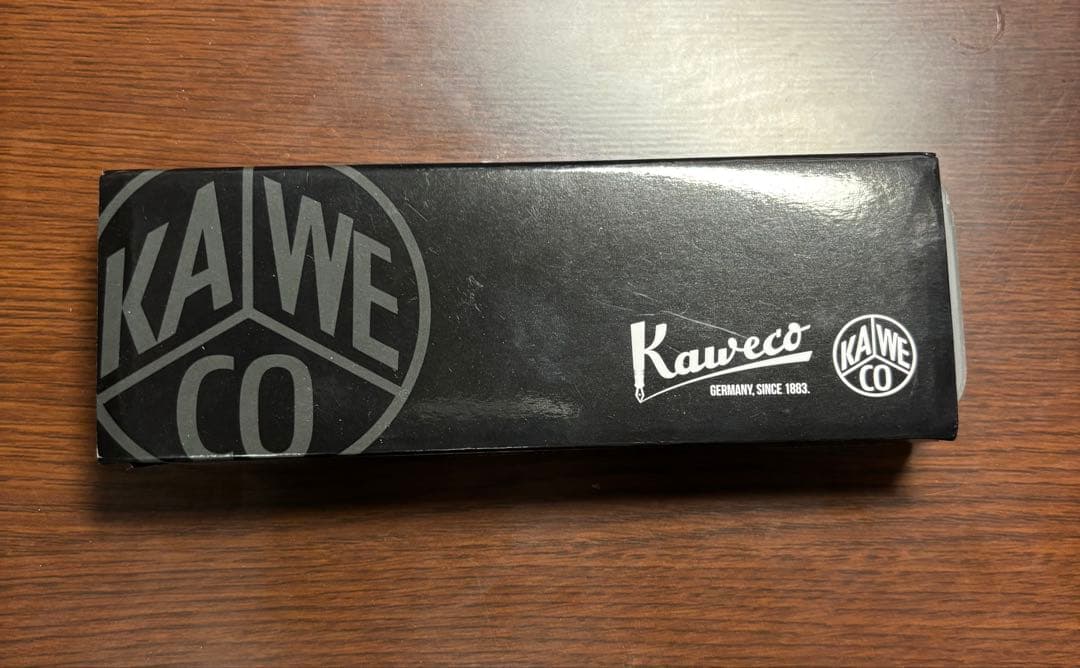 KA WE
CO
Kaweco
GERMANY, SINCE 1883.
KA WE
CO